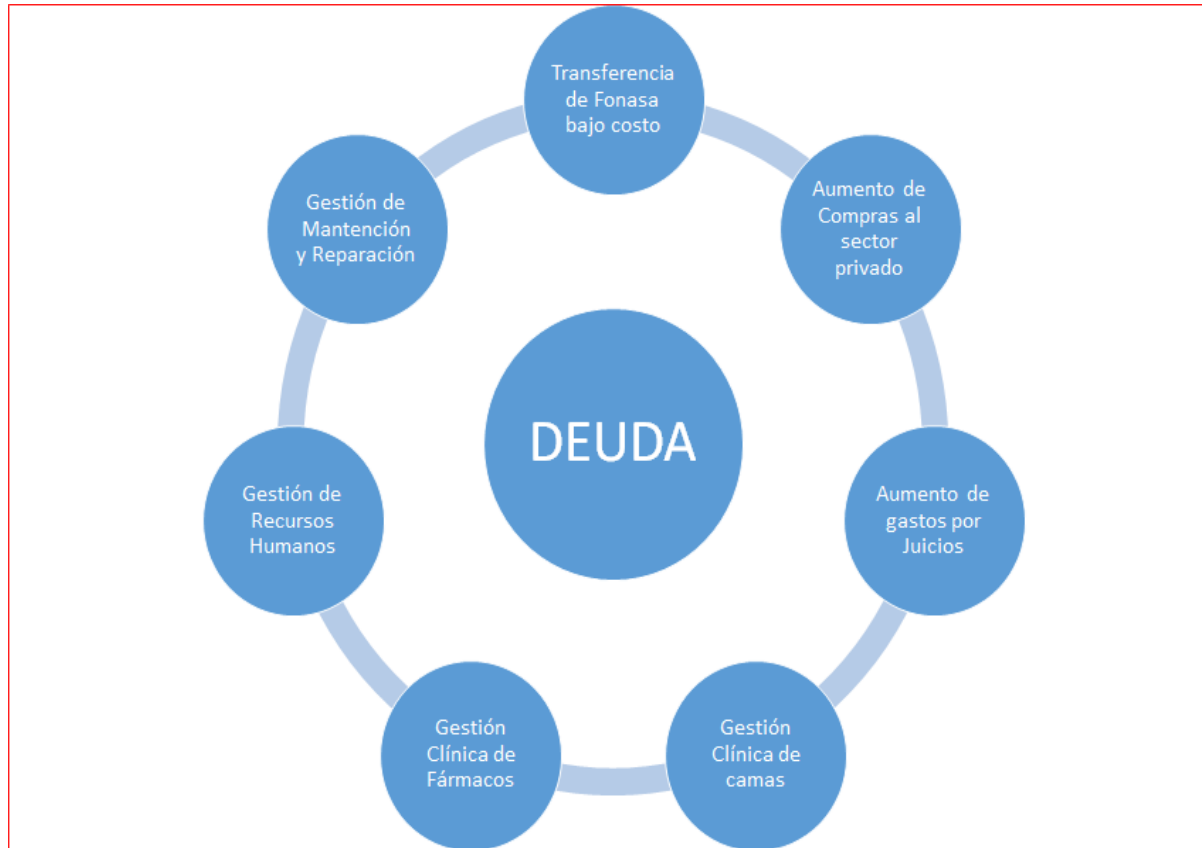 Transferencia
de Fonasa
bajo costo
Aumento de
Compras al
sector
privado
Aumento de
gastos por
Juicios
Gestión
Clínica de
camas
Gestión
Clínica de
Fármacos
Gestión de
Recursos
Humanos
Gestión de
Mantención
y Reparación
DEUDA